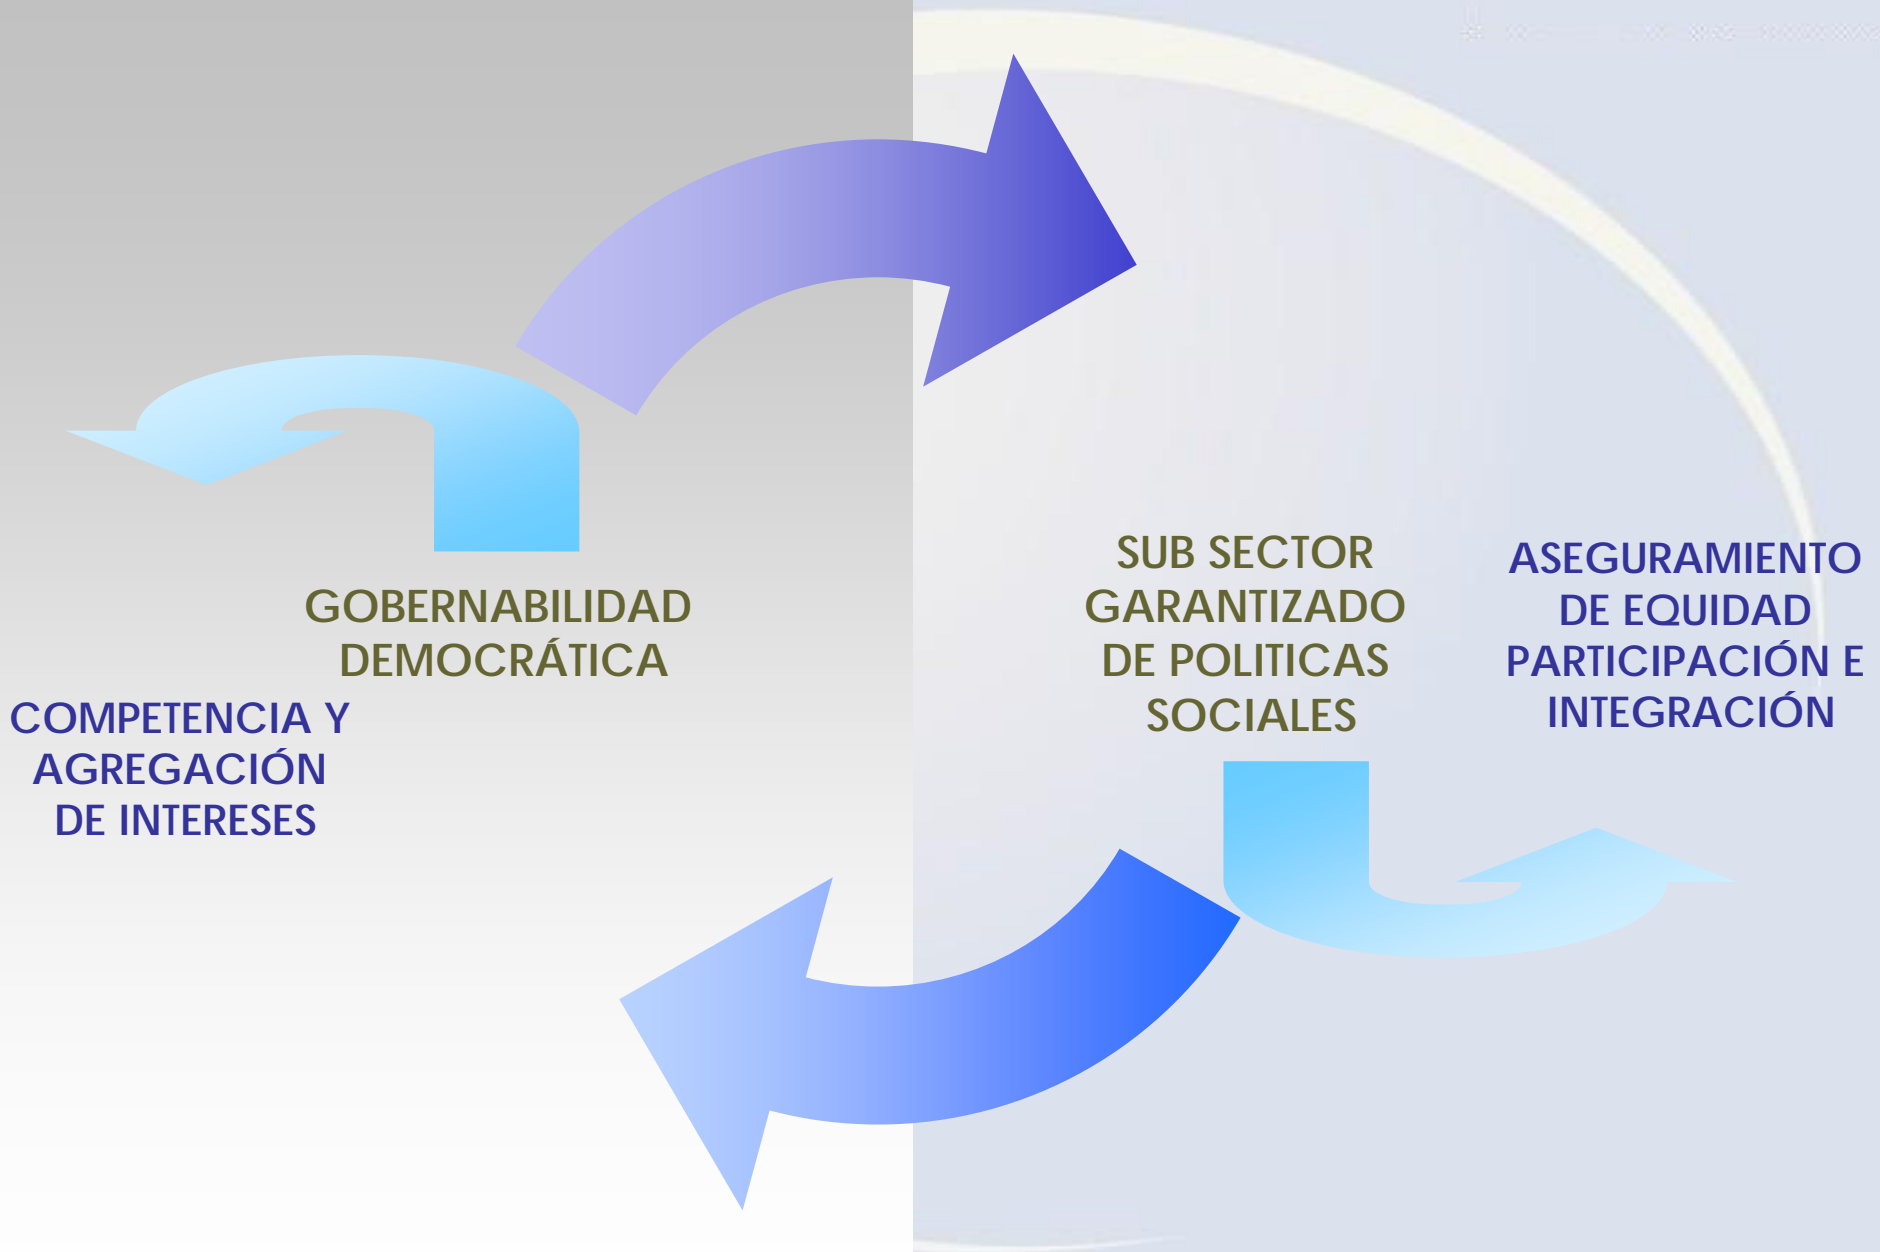 GOBERNABILIDAD
DEMOCRÁTICA
COMPETENCIA Y
AGREGACIÓN
DE INTERESES
SUB SECTOR
GARANTIZADO
DE POLITICAS
SOCIALES
ASEGURAMIENTO
DE EQUIDAD
PARTICIPACIÓN E
INTEGRACIÓN